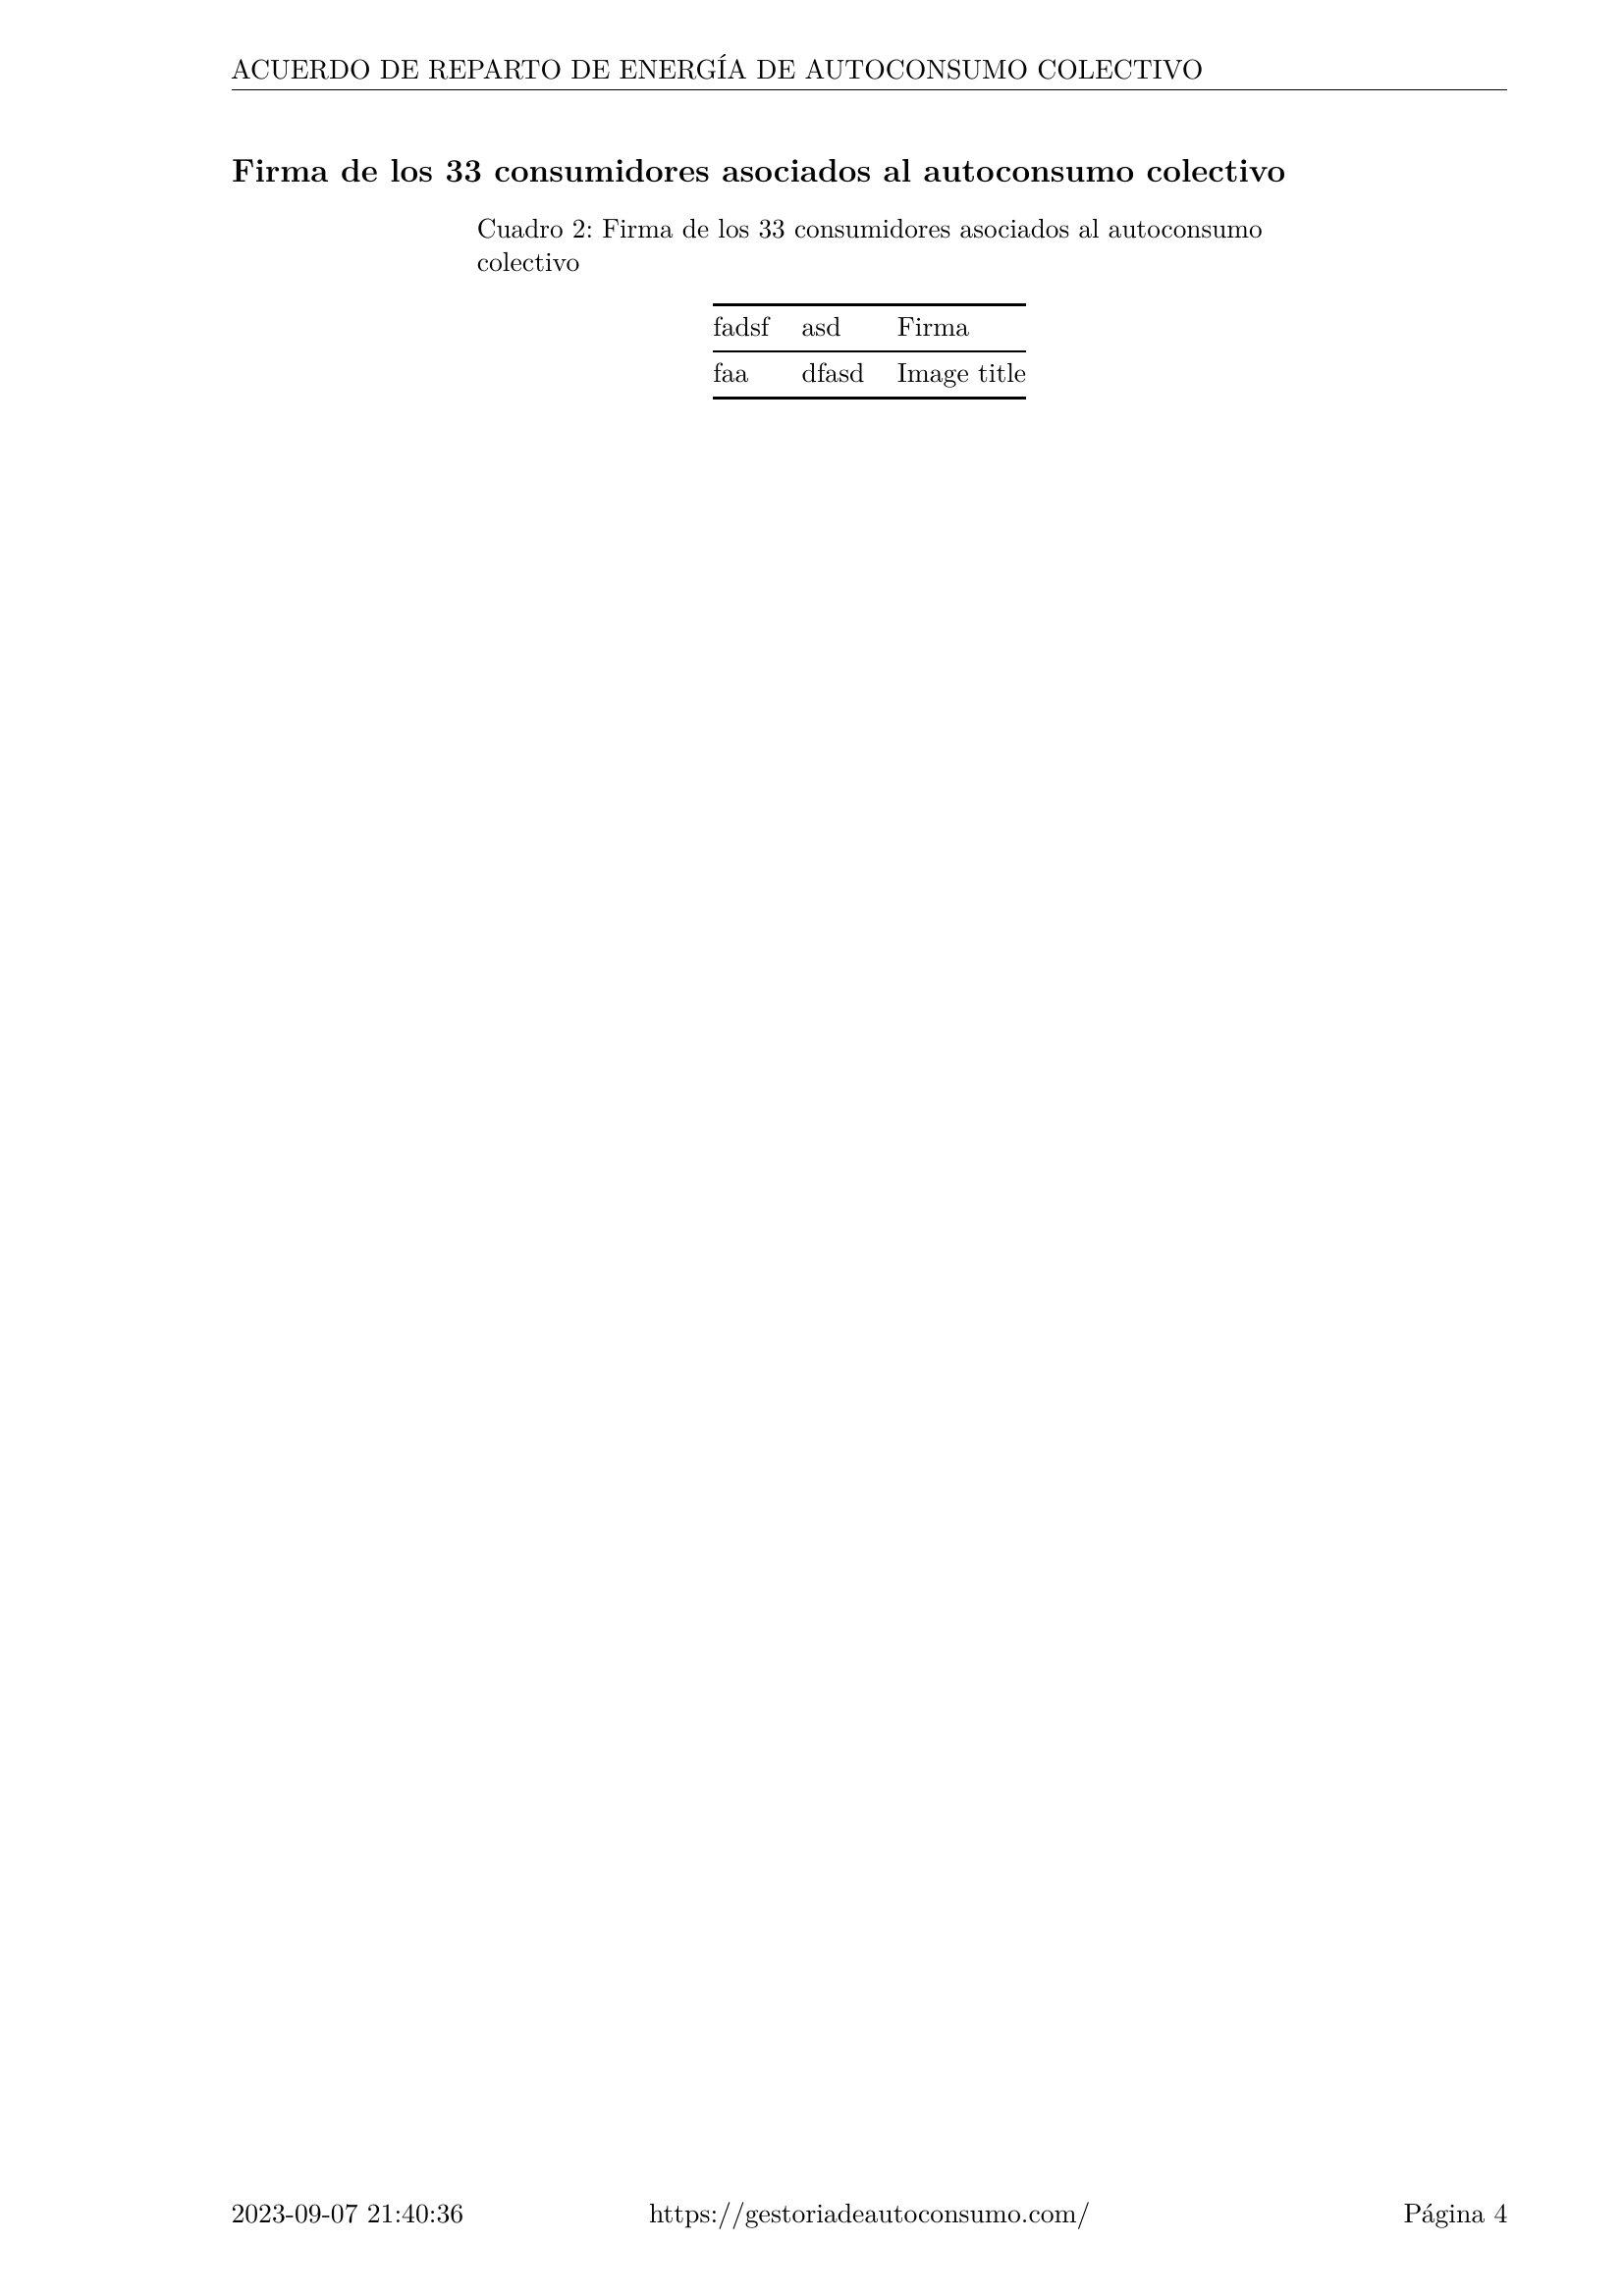 ACUERDO DE REPARTO DE ENERGÍA DE AUTOCONSUMO COLECTIVO
Firma de los 33 consumidores asociados al autoconsumo colectivo
Cuadro 2: Firma de los 33 consumidores asociados al autoconsumo
colectivo
fadsf asd Firma
faa dfasd Image title
2023-09-07 21:40:36 https://gestoriadeautoconsumo.com/ Página 4